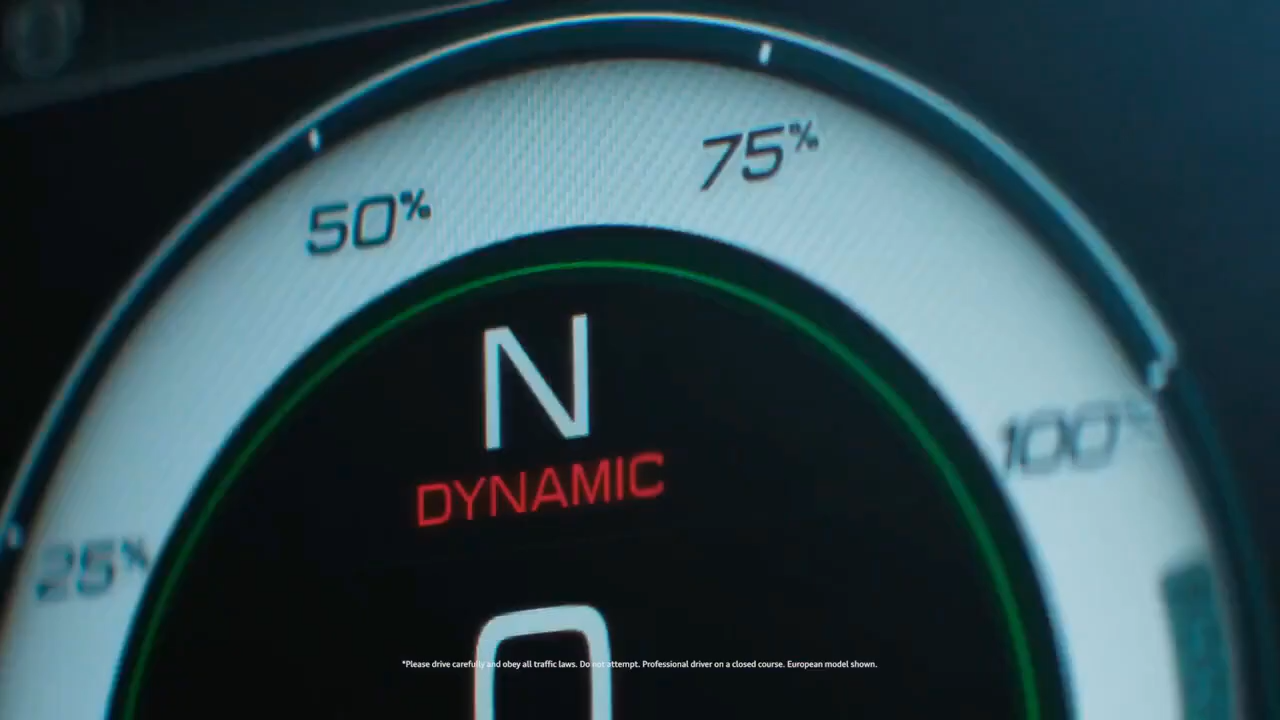 75%
50%
100%
N
DYNAMIC
25%
0
*Please drive carefully and obey all traffic laws. Do not attempt. Professional driver on a closed course. European model shown.